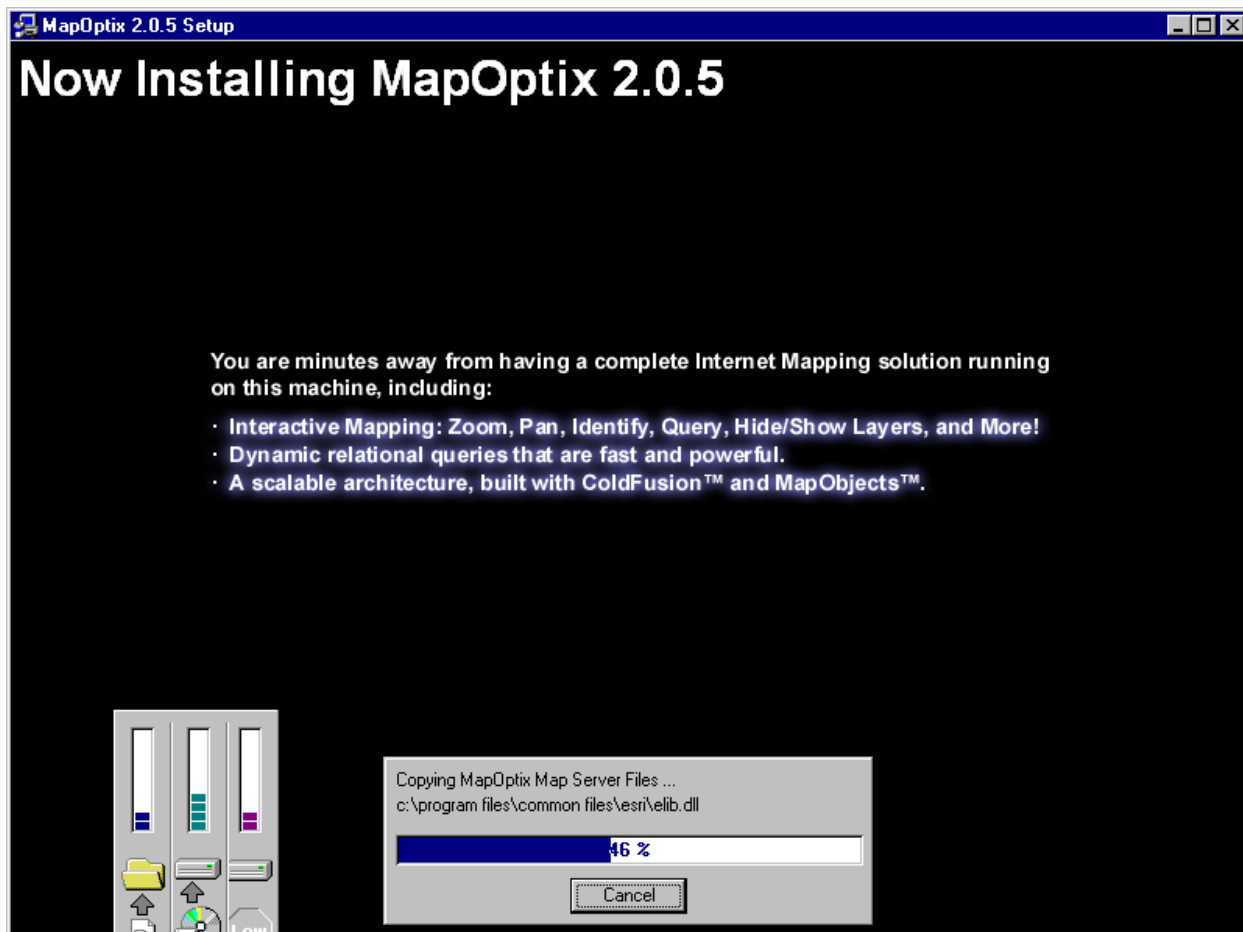 MapOptix 2.0.5 Setup
Now Installing MapOptix 2.0.5
You are minutes away from having a complete Internet Mapping solution running
on this machine, including:
· Interactive Mapping: Zoom, Pan, Identify, Query, Hide/Show Layers, and More!
· Dynamic relational queries that are fast and powerful.
· A scalable architecture, built with ColdFusion™ and MapObjects™.
Copying MapOptix Map Server Files ...
c:\program files\common files\esri\elib.dll
46 %
Cancel
Low